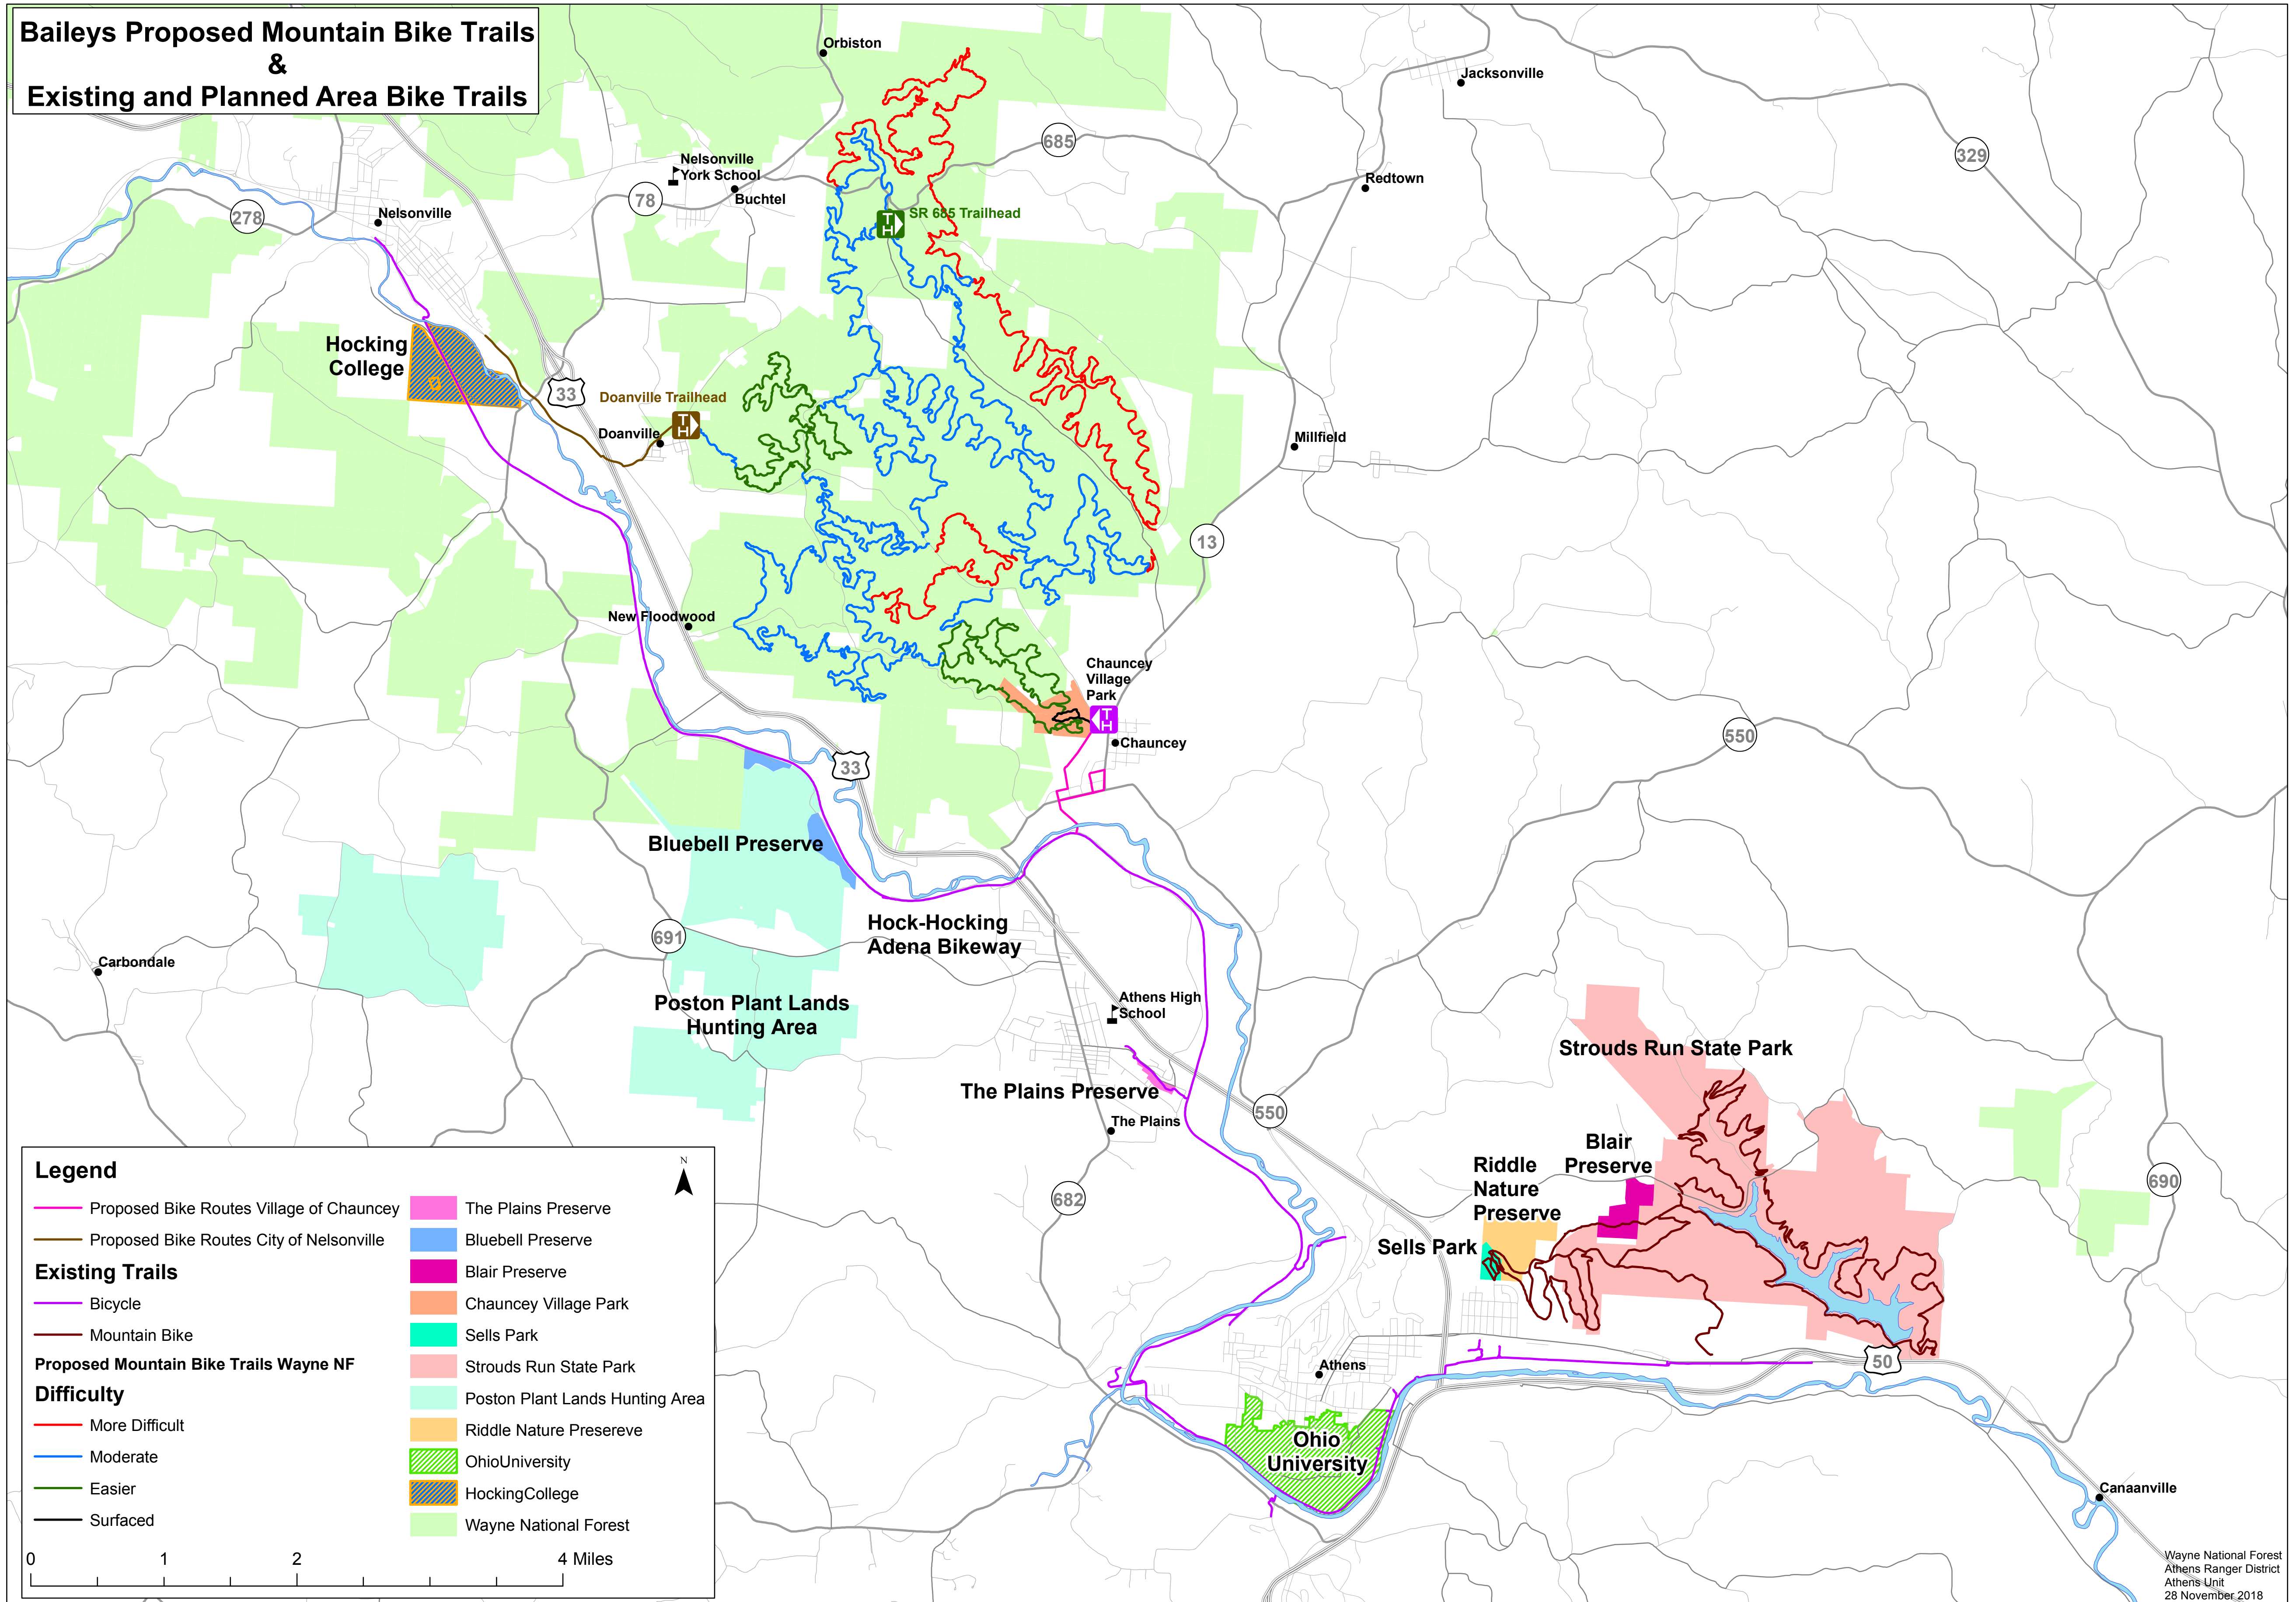 Baileys Proposed Mountain Bike Trails
&
Existing and Planned Area Bike Trails
Orbiston
Jacksonville
685
329
Nelsonville
York School
Buchtel
78
Redtown
278
Nelsonville
TH
SR 685 Trailhead
Hocking
College
33
Doanville Trailhead
TH
Doanville
Millfield
13
New Floodwood
Chauncey
Village
Park
TH
Chauncey
550
33
Bluebell Preserve
Hock-Hocking
Adena Bikeway
691
Carbondale
Poston Plant Lands
Hunting Area
Athens High
School
Strouds Run State Park
The Plains Preserve
The Plains
550
Blair
Preserve
Riddle
Nature
Preserve
690
682
Sells Park
Athens
50
Ohio
University
Canaanville
Legend
N
Proposed Bike Routes Village of Chauncey
Proposed Bike Routes City of Nelsonville
Existing Trails
Bicycle
Mountain Bike
Proposed Mountain Bike Trails Wayne NF
Difficulty
More Difficult
Moderate
Easier
Surfaced
The Plains Preserve
Bluebell Preserve
Blair Preserve
Chauncey Village Park
Sells Park
Strouds Run State Park
Poston Plant Lands Hunting Area
Riddle Nature Presereve
OhioUniversity
HockingCollege
Wayne National Forest
0 1 2 4 Miles
Wayne National Forest
Athens Ranger District
Athens Unit
28 November 2018